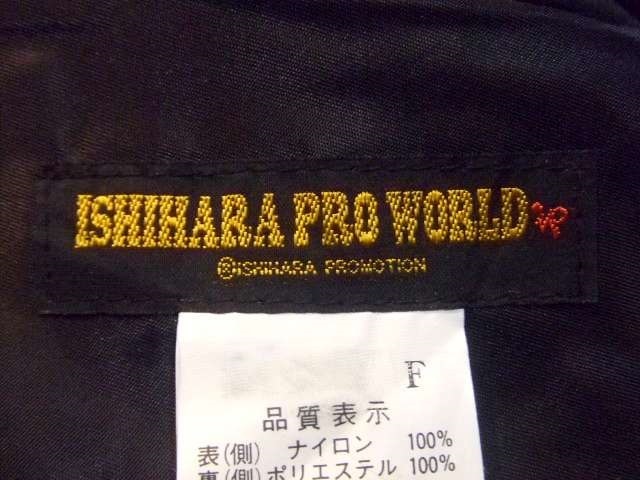 ISHIHARA PRO WORLD
©ISHIHARA PROMOTION
F
品質表示
表(側) ナイロン 100%
裏(側)ポリエステル 100%